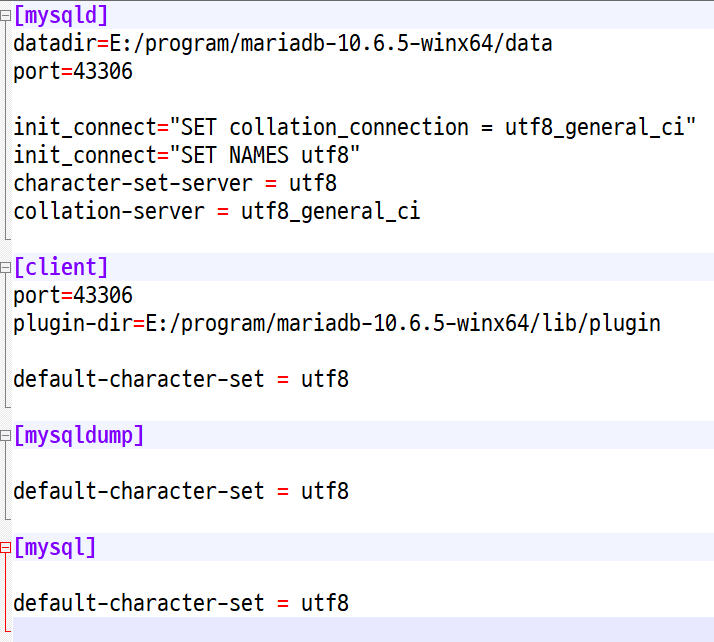 [mysqld]
datadir=E:/program/mariadb-10.6.5-winx64/data
port=43306
init_connect="SET collation_connection = utf8_general_ci"
init_connect="SET NAMES utf8"
character-set-server = utf8
collation-server = utf8_general_ci
[client]
port=43306
plugin-dir=E:/program/mariadb-10.6.5-winx64/lib/plugin
default-character-set = utf8
[mysqldump]
default-character-set = utf8
[mysql]
default-character-set = utf8